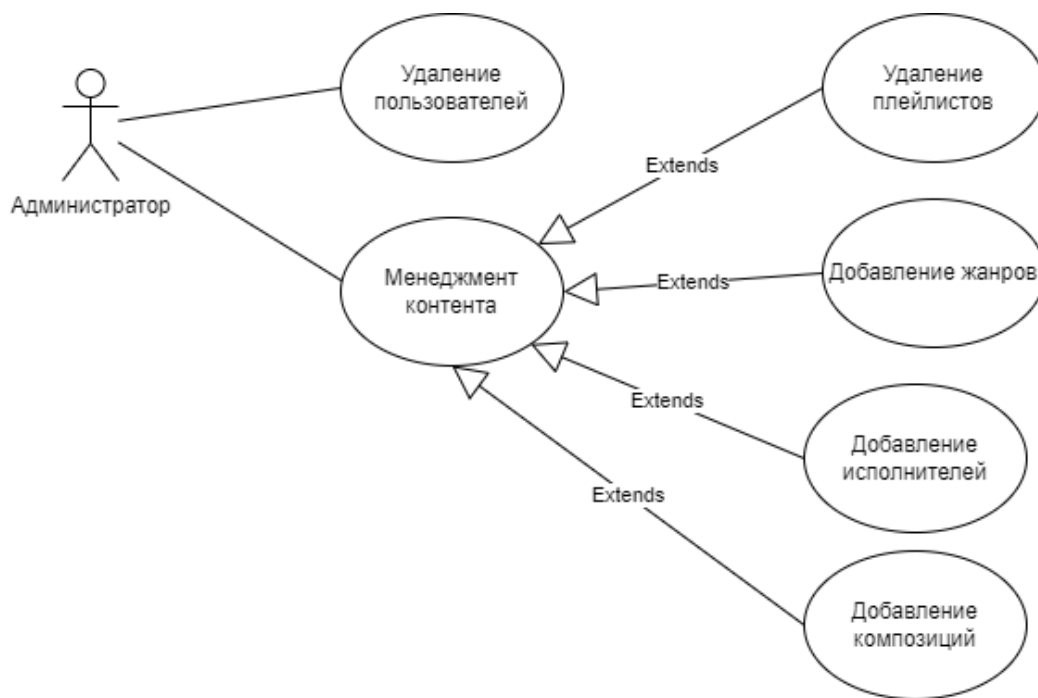 Администратор
Удаление
пользователей
Менеджмент
контента
Удаление
плейлистов
Extends
Добавление жанров
Extends
Добавление
исполнителей
Extends
Добавление
композиций
Extends